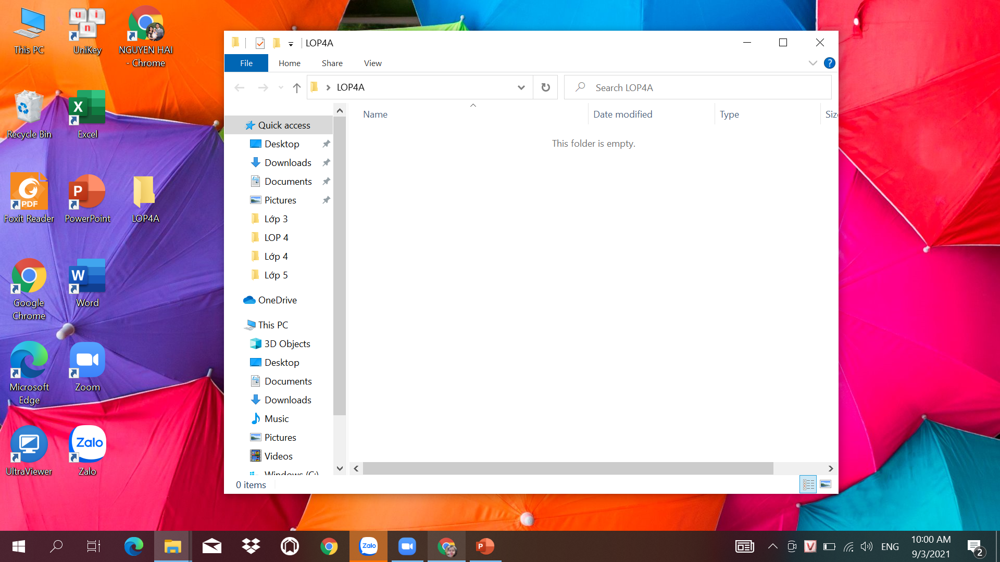 This PC
UniKey
NGUYEN HAI
- Chrome
Recycle Bin
Excel
Foxit Reader
PowerPoint
LOP4A
Google
Chrome
Word
Microsoft
Edge
Zoom
UltraViewer
Zalo
LOP4A
File
Home
Share
View
LOP4A
Search LOP4A
Quick access
Desktop
Downloads
Documents
Pictures
Lớp 3
LOP 4
Lớp 4
Lớp 5
OneDrive
This PC
3D Objects
Desktop
Documents
Downloads
Music
Pictures
Videos
Windows (C:)
Name
Date modified
Type
Siz
This folder is empty.
0 items
Zalo
ENG
10:00 AM
9/3/2021
2